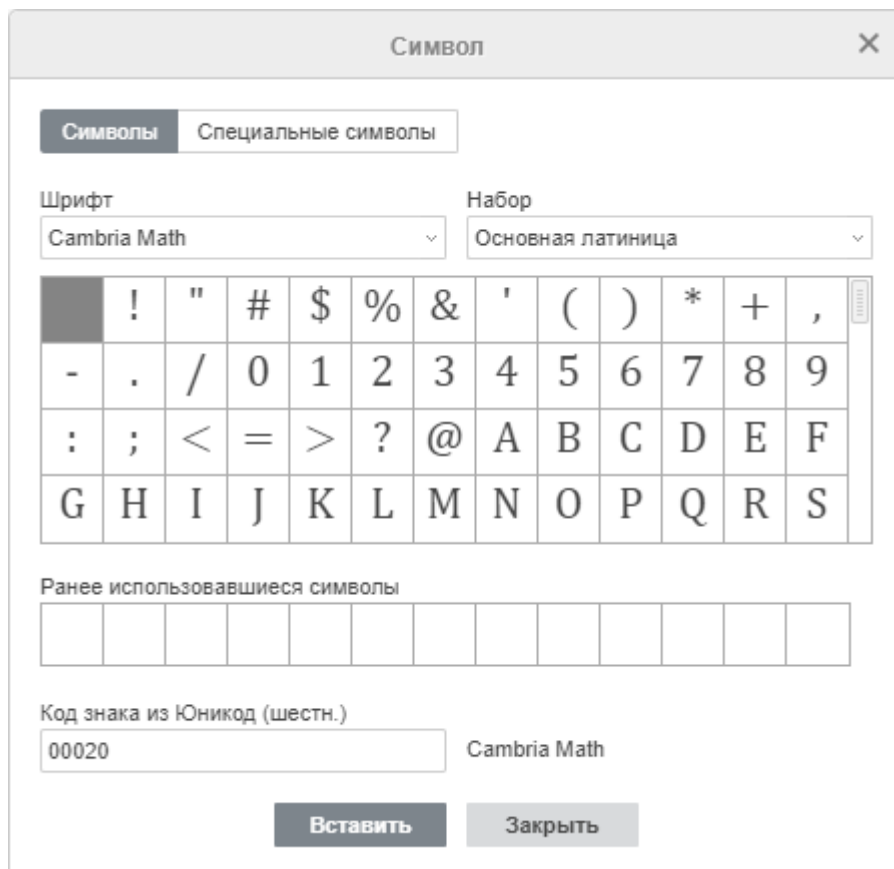 Символ
Символы Специальные символы
Шрифт Набор
Cambria Math Основная латиница
! " # $ % & ' ( ) * + ,
- . / 0 1 2 3 4 5 6 7 8 9
: ; < = > ? @ A B C D E F
G H I J K L M N O P Q R S
Ранее использовавшиеся символы
Код знака из Юникод (шестн.)
00020 Cambria Math
Вставить Закрыть